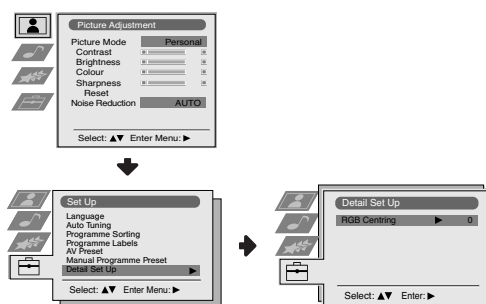 Picture Adjustment
Picture Mode Personal
Contrast
Brightness
Colour
Sharpness
Reset
Noise Reduction AUTO
Select: ▲▼ Enter Menu: ▶
Set Up
Language
Auto Tuning
Programme Sorting
Programme Labels
AV Preset
Manual Programme Preset
Detail Set Up ▶
Select: ▲▼ Enter Menu: ▶
Detail Set Up
RGB Centring ▶ 0
Select: ▲▼ Enter: ▶